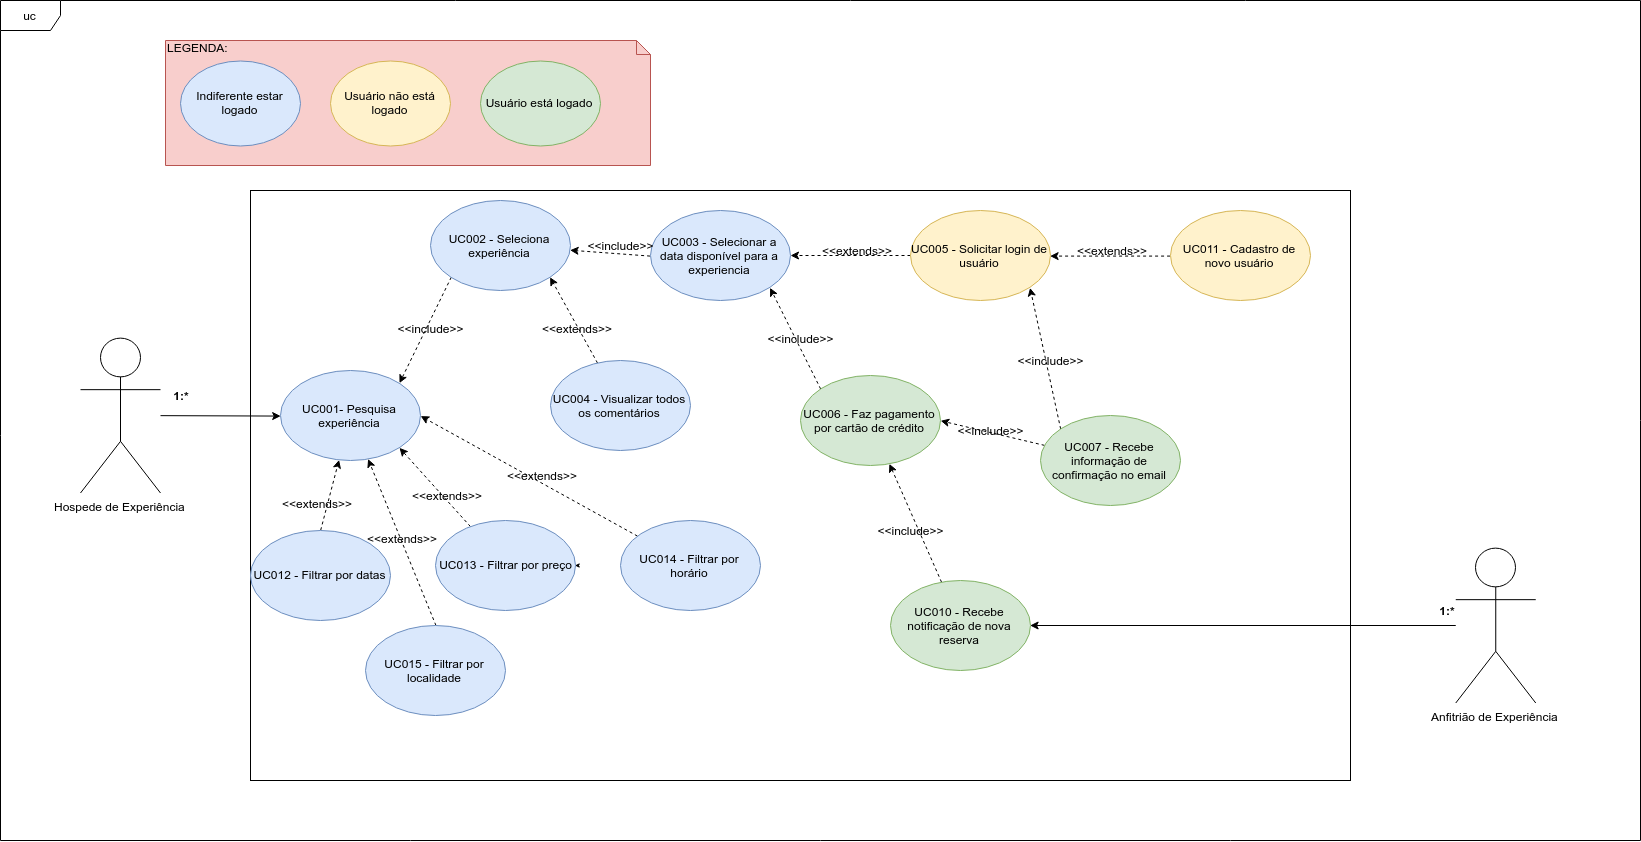 uc
LEGENDA:
Indiferente estar
logado
Usuário não está
logado
Usuário está logado
UC002 - Seleciona
experiência
<<include>>
UC003 - Selecionar a
data disponível para a
experiencia
<<extends>>
UC005 - Solicitar login de
usuário
<<extends>>
UC011 - Cadastro de
novo usuário
<<include>>
<<extends>>
<<include>>
<<include>>
1:*
Hospede de Experiência
UC001- Pesquisa
experiência
UC004 - Visualizar todos
os comentários
UC006 - Faz pagamento
por cartão de crédito
<<include>>
UC007 - Recebe
informação de
confirmação no email
<<extends>>
<<extends>>
<<extends>>
<<extends>>
<<include>>
UC012 - Filtrar por datas
UC013 - Filtrar por preço
UC014 - Filtrar por
horário
UC015 - Filtrar por
localidade
UC010 - Recebe
notificação de nova
reserva
1:*
Anfitrião de Experiência